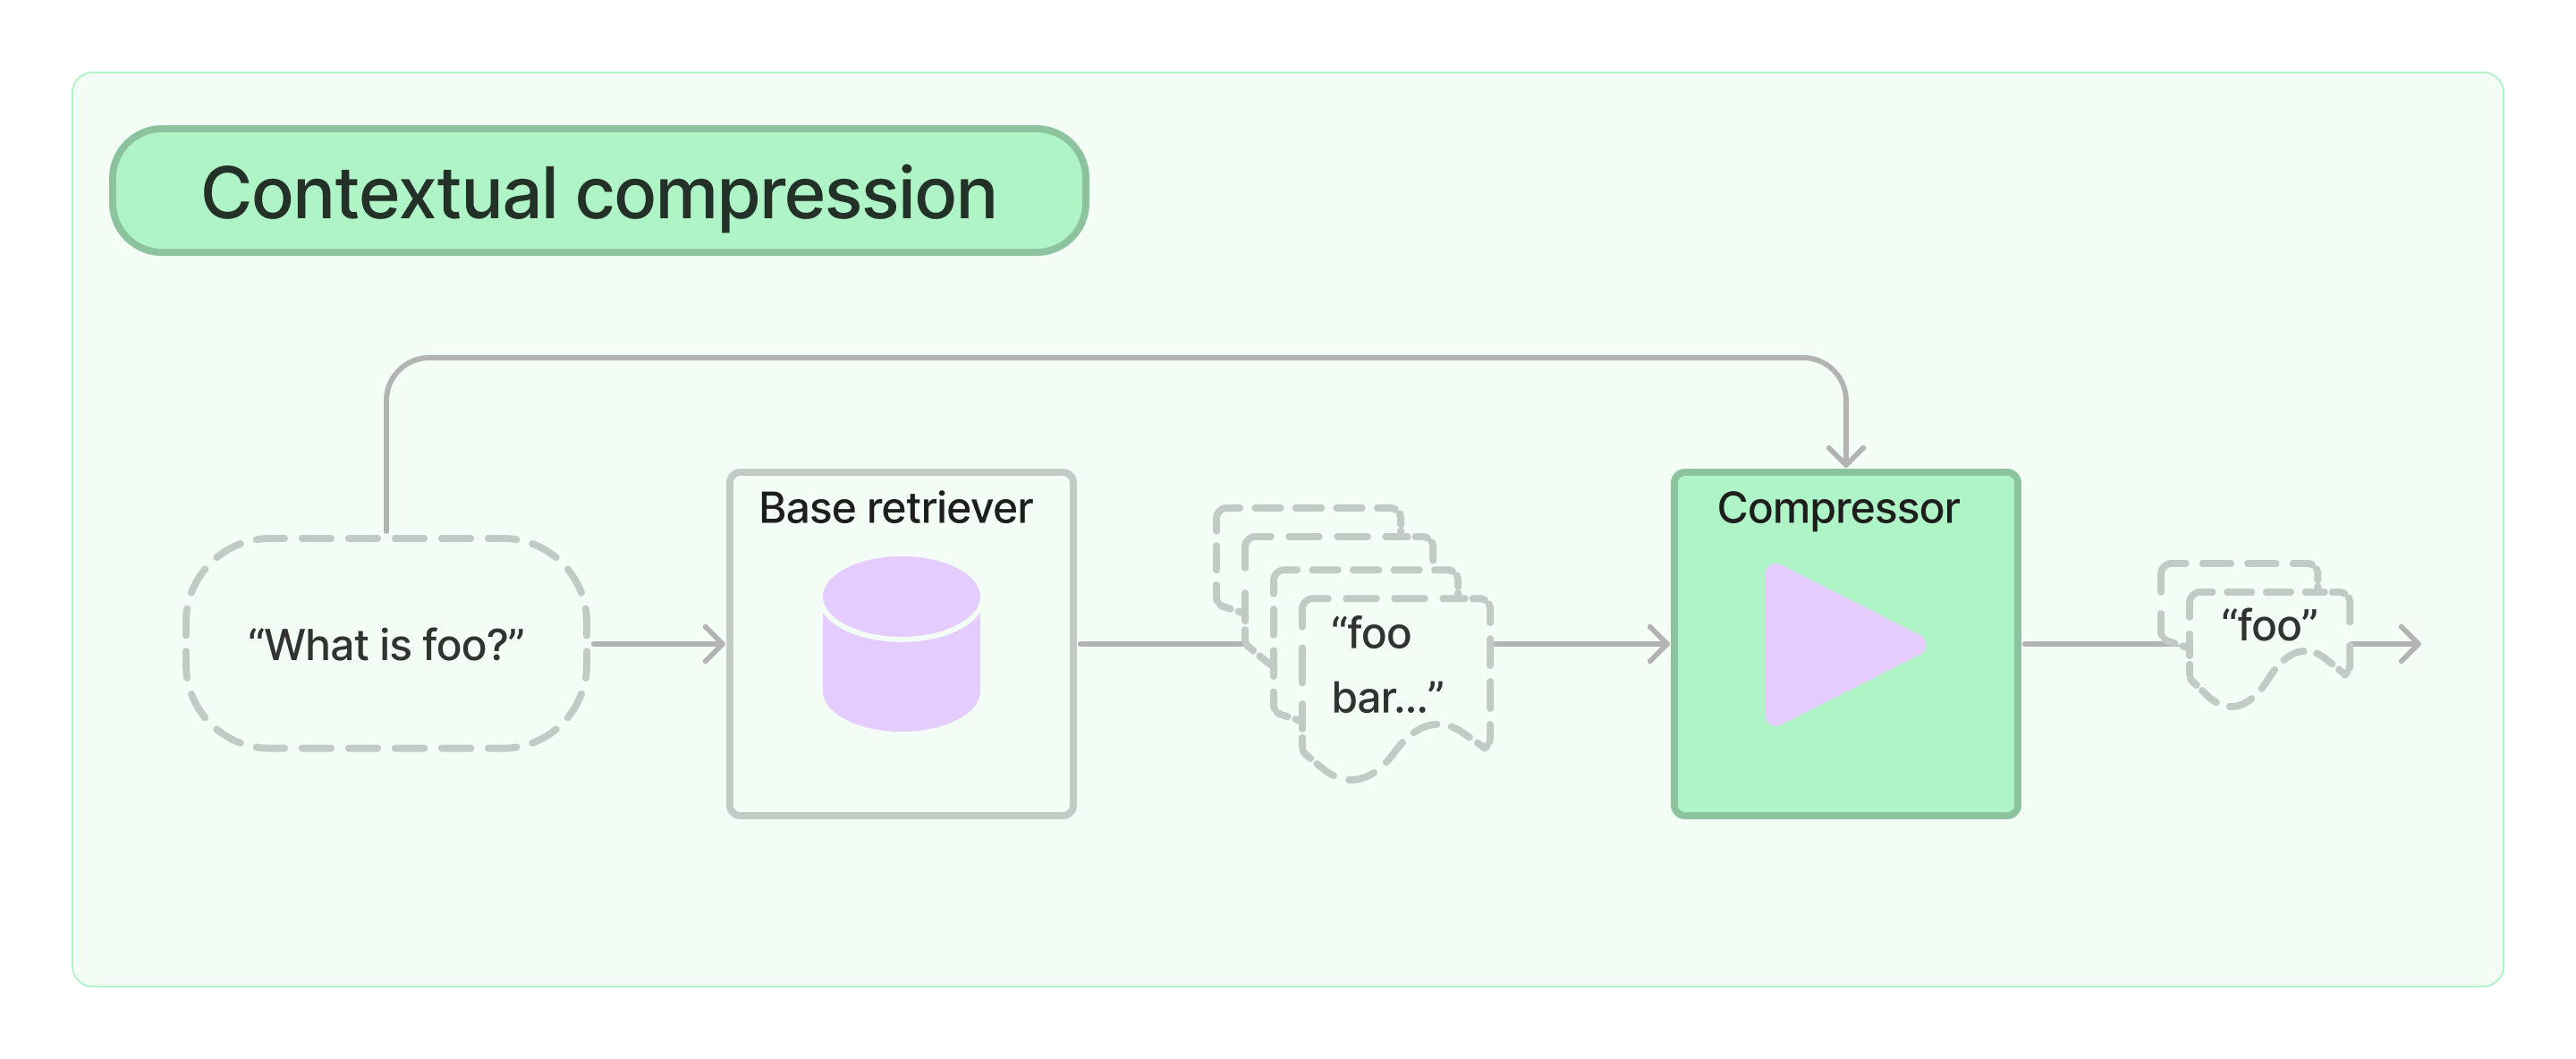 Contextual compression
“What is foo?”
Base retriever
“foo
bar...”
Compressor
“foo”